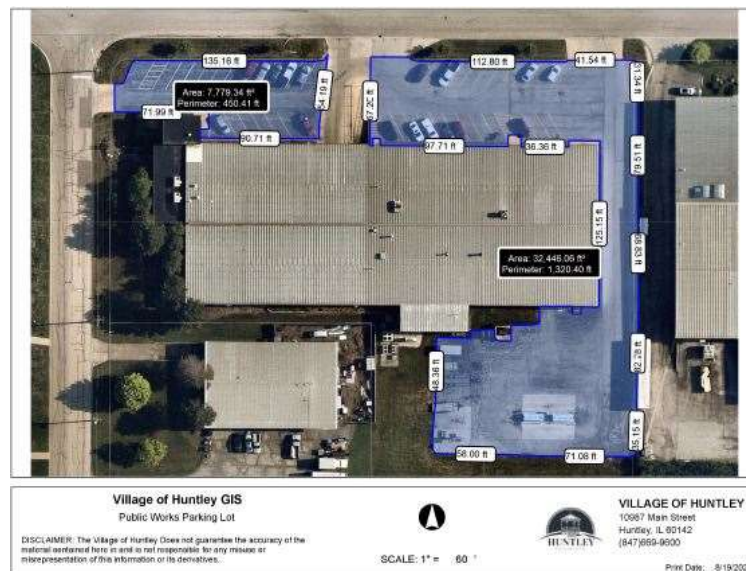 135.16 ft
112.80 ft
41.54 ft
31.34 ft
Area: 7,779.34 ft²
Perimeter: 450.41 ft
54.19 ft
67.20 ft
71.99 ft
90.71 ft
97.71 ft
36.36 ft
79.51 ft
125.15 ft
Area: 32,446.06 ft²
Perimeter: 1,320.40 ft
48.36 ft
58.00 ft
71.08 ft
35.15 ft
Village of Huntley GIS
Public Works Parking Lot
DISCLAIMER: The Village of Huntley Does not guarantee the accuracy of the
material contained here in and is not responsible for any misuse or
misrepresentation of this information or its derivatives.
SCALE: 1" = 60 '
HUNTLEY
VILLAGE OF HUNTLEY
10987 Main Street
Huntley, IL 60142
(847)669-9600
Print Date: